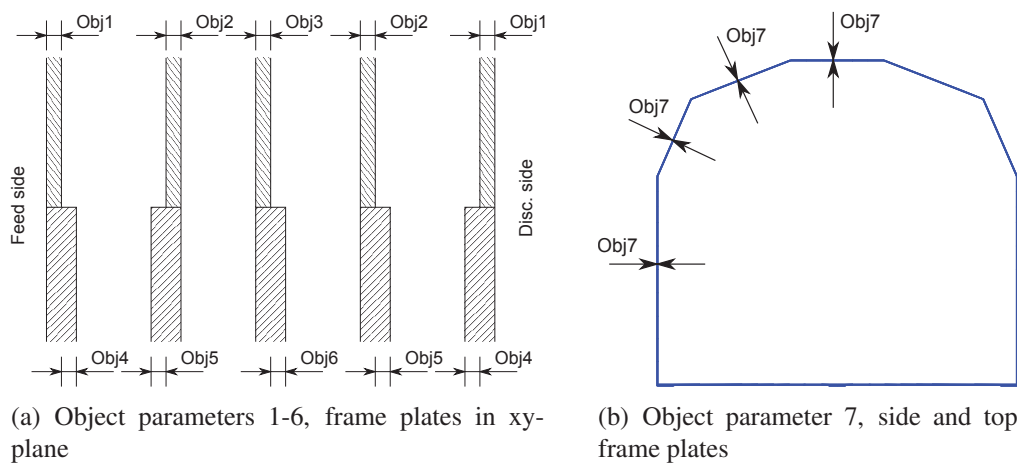 Obj1
Obj2
Obj3
Obj2
Obj1
Feed side
Disc. side
Obj4
Obj5
Obj6
Obj5
Obj4
(a) Object parameters 1-6, frame plates in xy-
plane
Obj7
Obj7
Obj7
Obj7
(b) Object parameter 7, side and top
frame plates